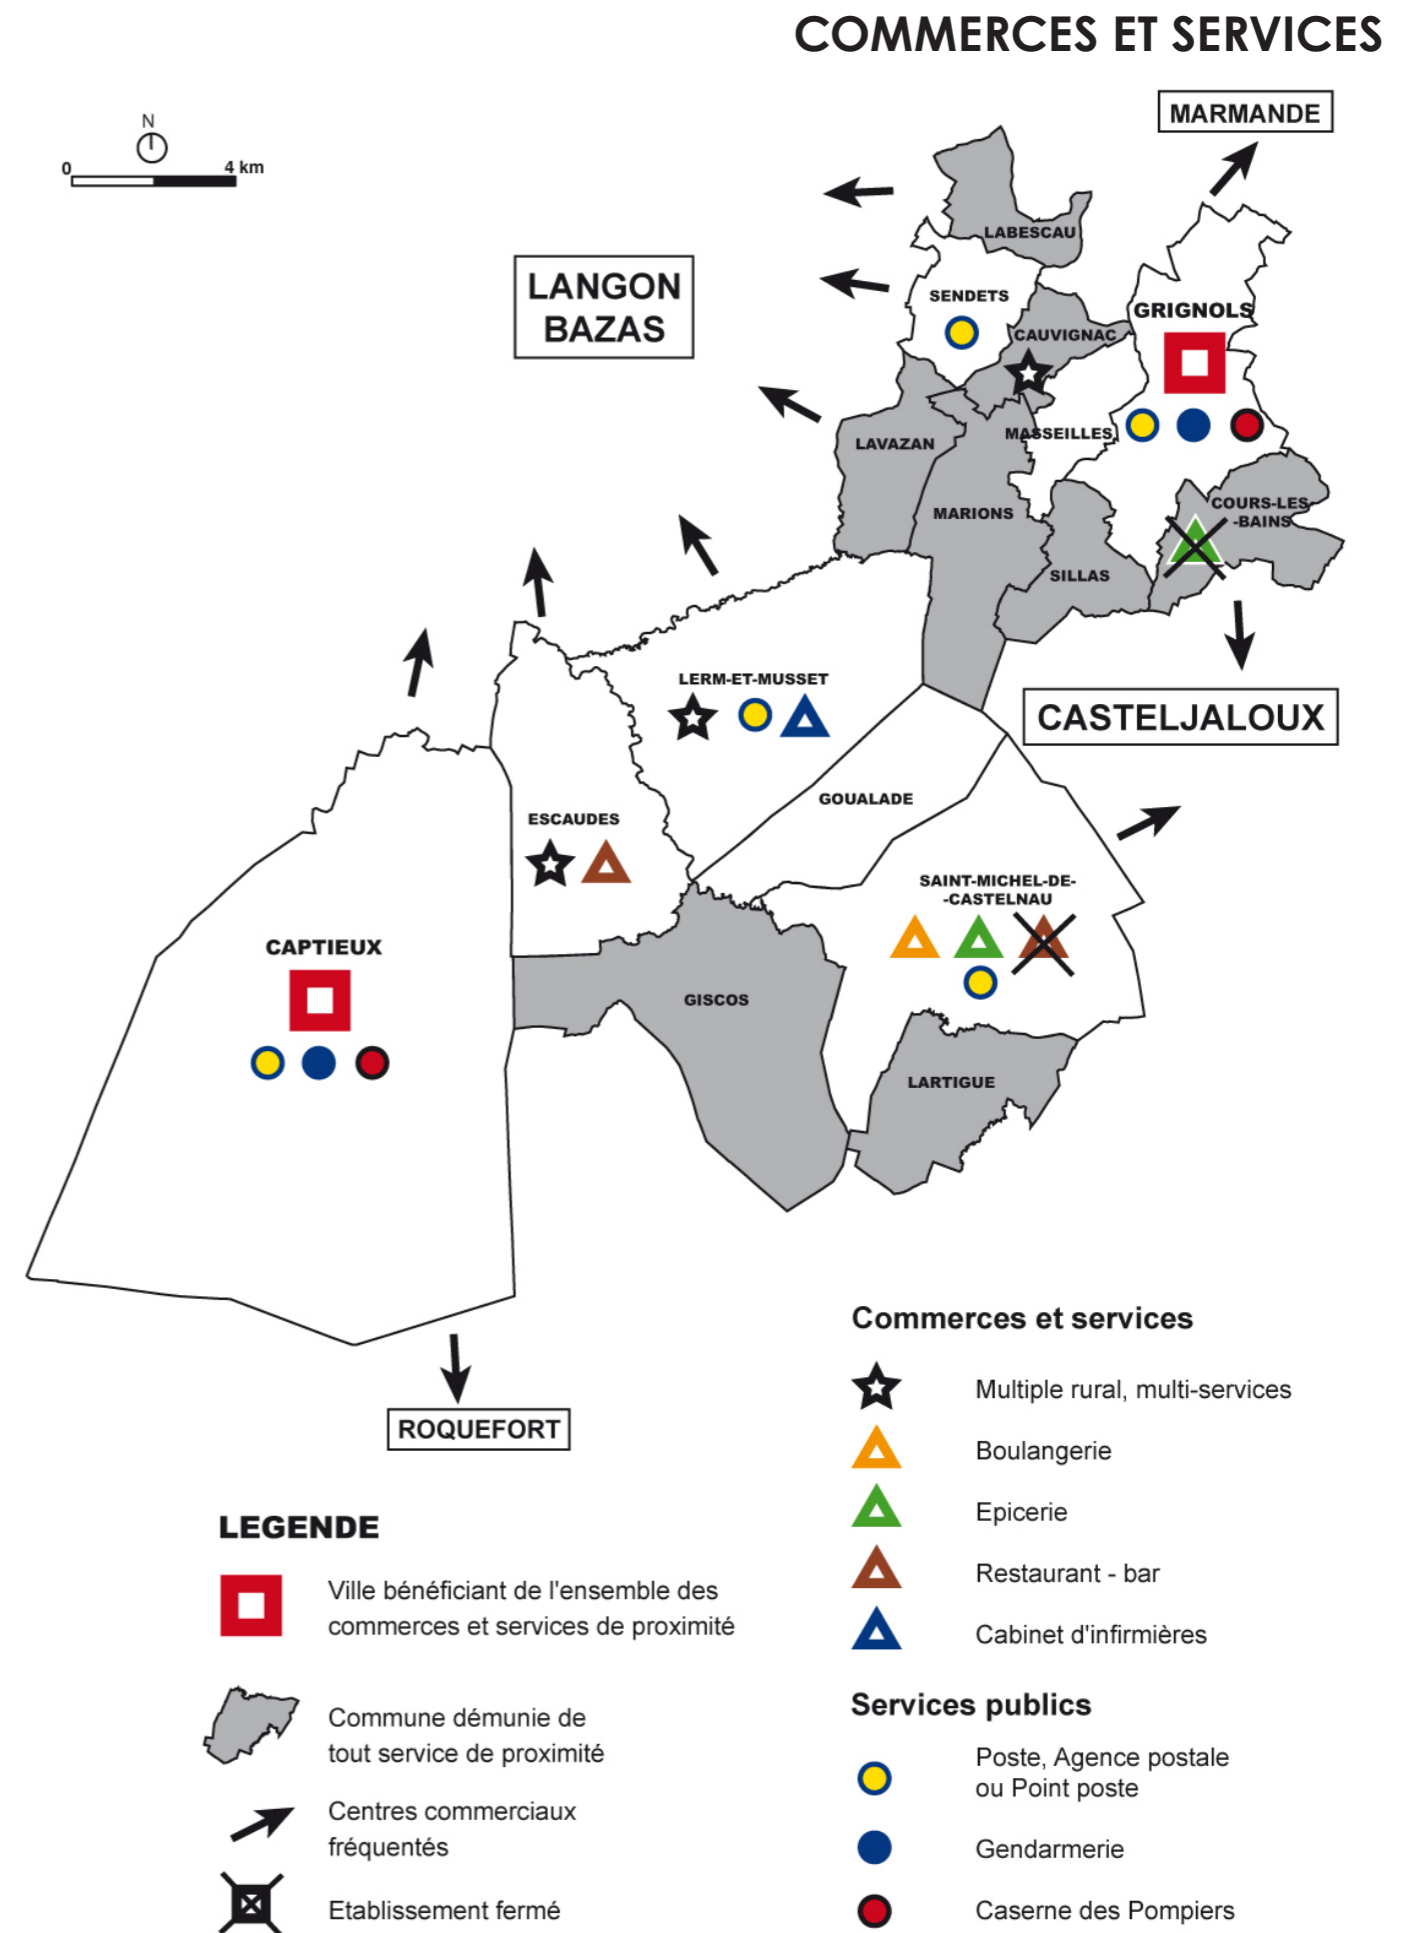 COMMERCES ET SERVICES
MARMANDE
N
0
4 km
LABESCAU
LANGON
BAZAS
SENDETS
GRIGNOLS
CAUVIGNAC
MASSEILLES
LAVAZAN
MARIONS
COURS-LES-
-BAINS
SILLAS
LERM-ET-MUSSET
CASTELJALOUX
GOUALADE
ESCAUDES
SAINT-MICHEL-DE-
-CASTELNAU
CAPTIEUX
GISCOS
LARTIGUE
ROQUEFORT
LEGENDE
Ville bénéficiant de l'ensemble des
commerces et services de proximité
Commune démunie de
tout service de proximité
Centres commerciaux
fréquentés
Etablissement fermé
Commerces et services
Multiple rural, multi-services
Boulangerie
Epicerie
Restaurant - bar
Cabinet d'infirmières
Services publics
Poste, Agence postale
ou Point poste
Gendarmerie
Caserne des Pompiers